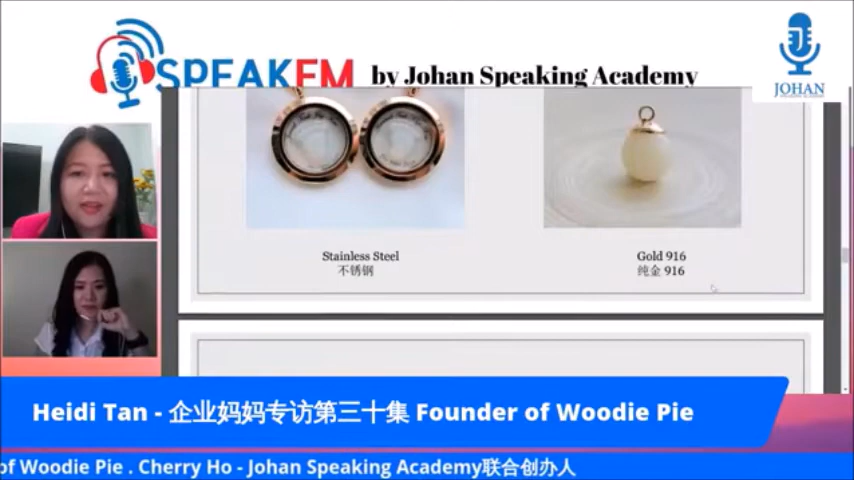 SPEAKFM
by Johan Speaking Academy
JOHAN
Stainless Steel
不锈钢
Gold 916
纯金 916
Heidi Tan - 企业妈妈专访第三十集 Founder of Woodie Pie
of Woodie Pie . Cherry Ho - Johan Speaking Academy联合创办人